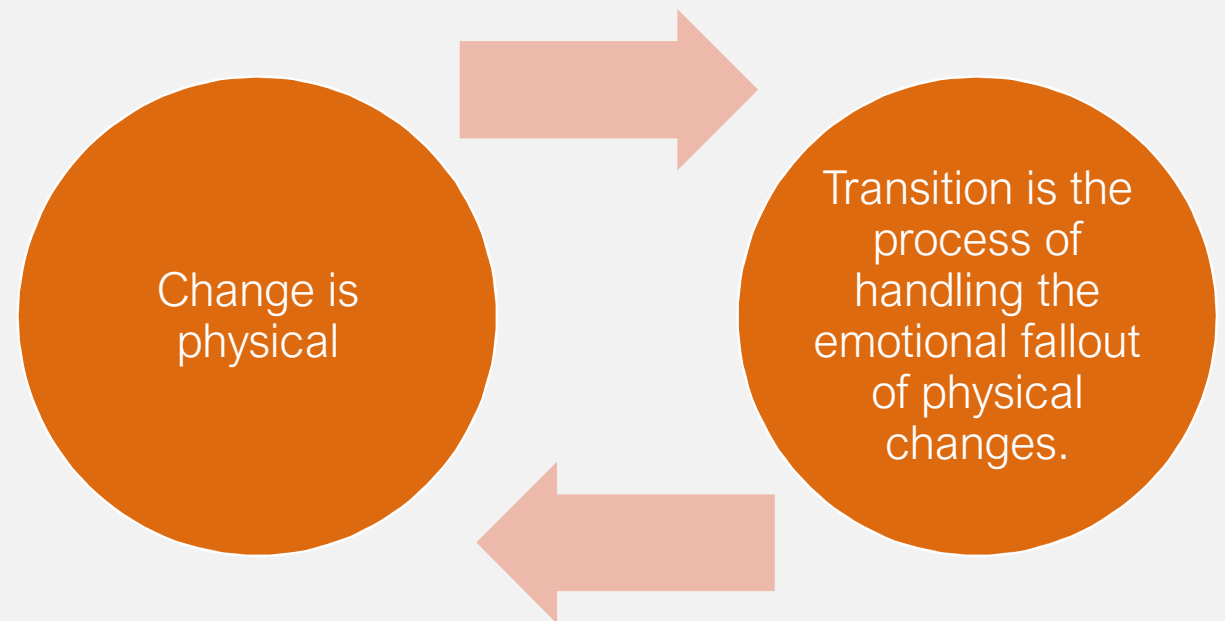 Change is
physical
Transition is the
process of
handling the
emotional fallout
of physical
changes.